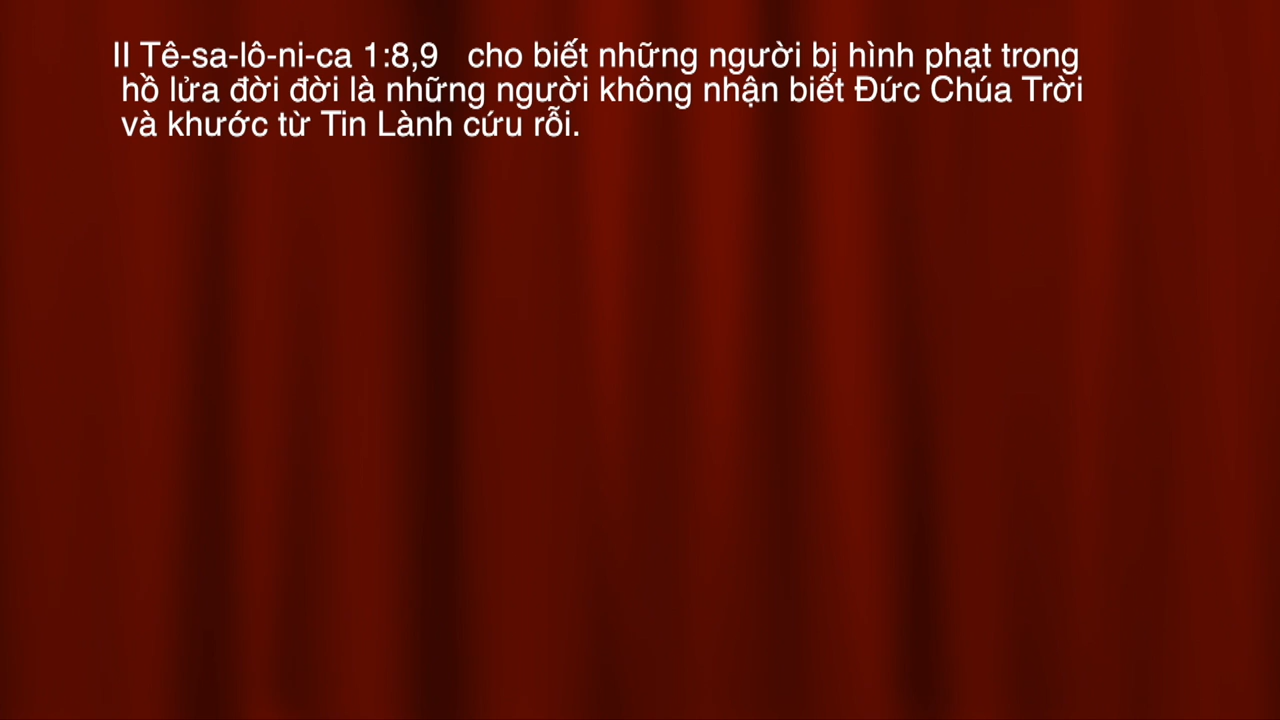 II Tê-sa-lô-ni-ca 1:8,9   cho biết những người bị hình phạt trong
hồ lửa đời đời là những người không nhận biết Đức Chúa Trời
và khước từ Tin Lành cứu rỗi.